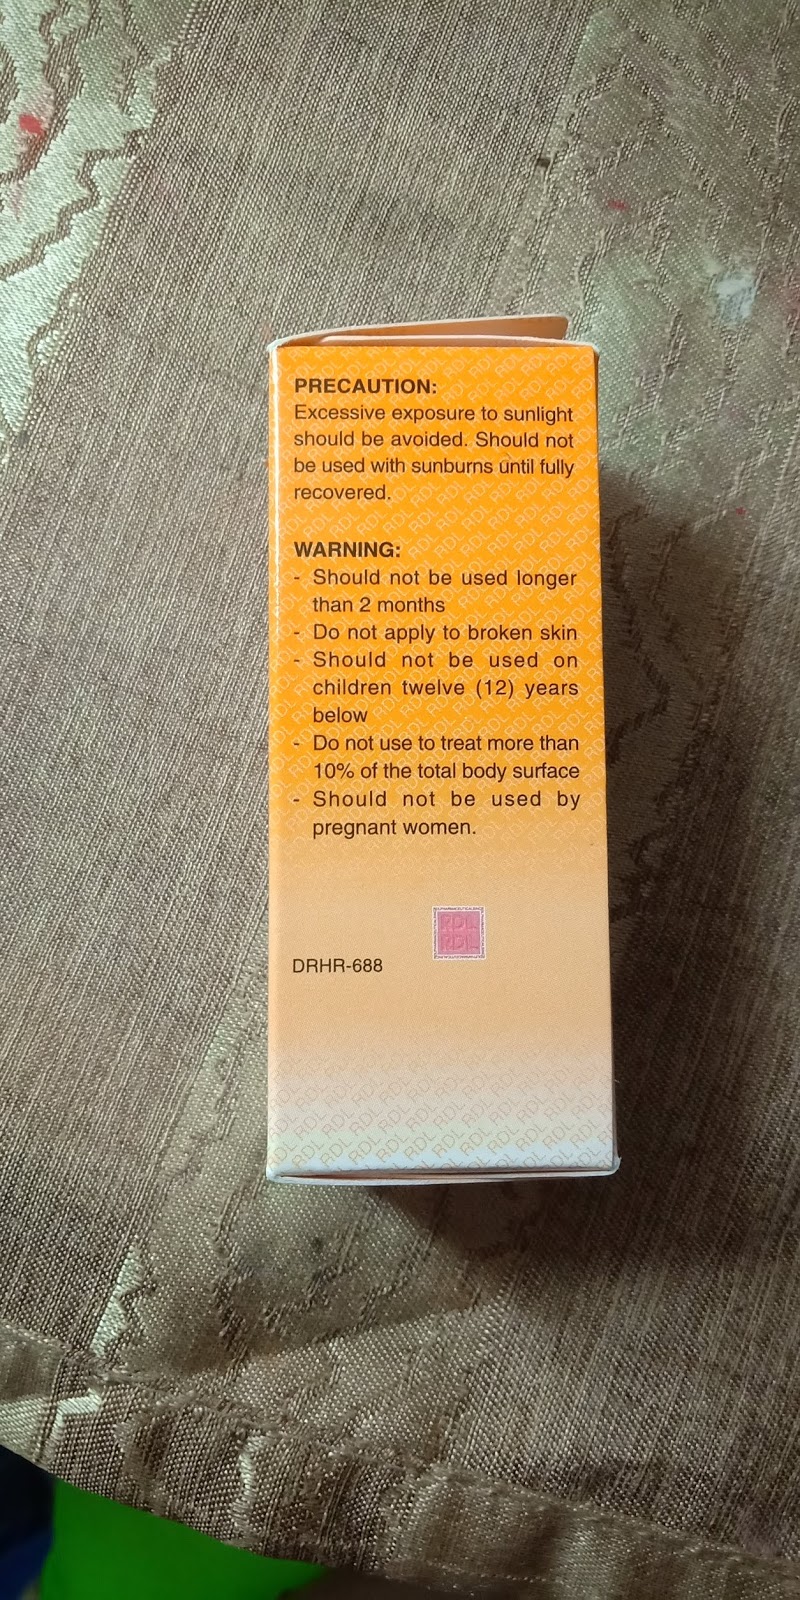 PRECAUTION:
Excessive exposure to sunlight
should be avoided. Should not
be used with sunburns until fully
recovered.
WARNING:
- Should not be used longer
than 2 months
- Do not apply to broken skin
- Should not be used on
children twelve (12) years
below
- Do not use to treat more than
10% of the total body surface
- Should not be used by
pregnant women.
RDL
RDL
DRHR-688